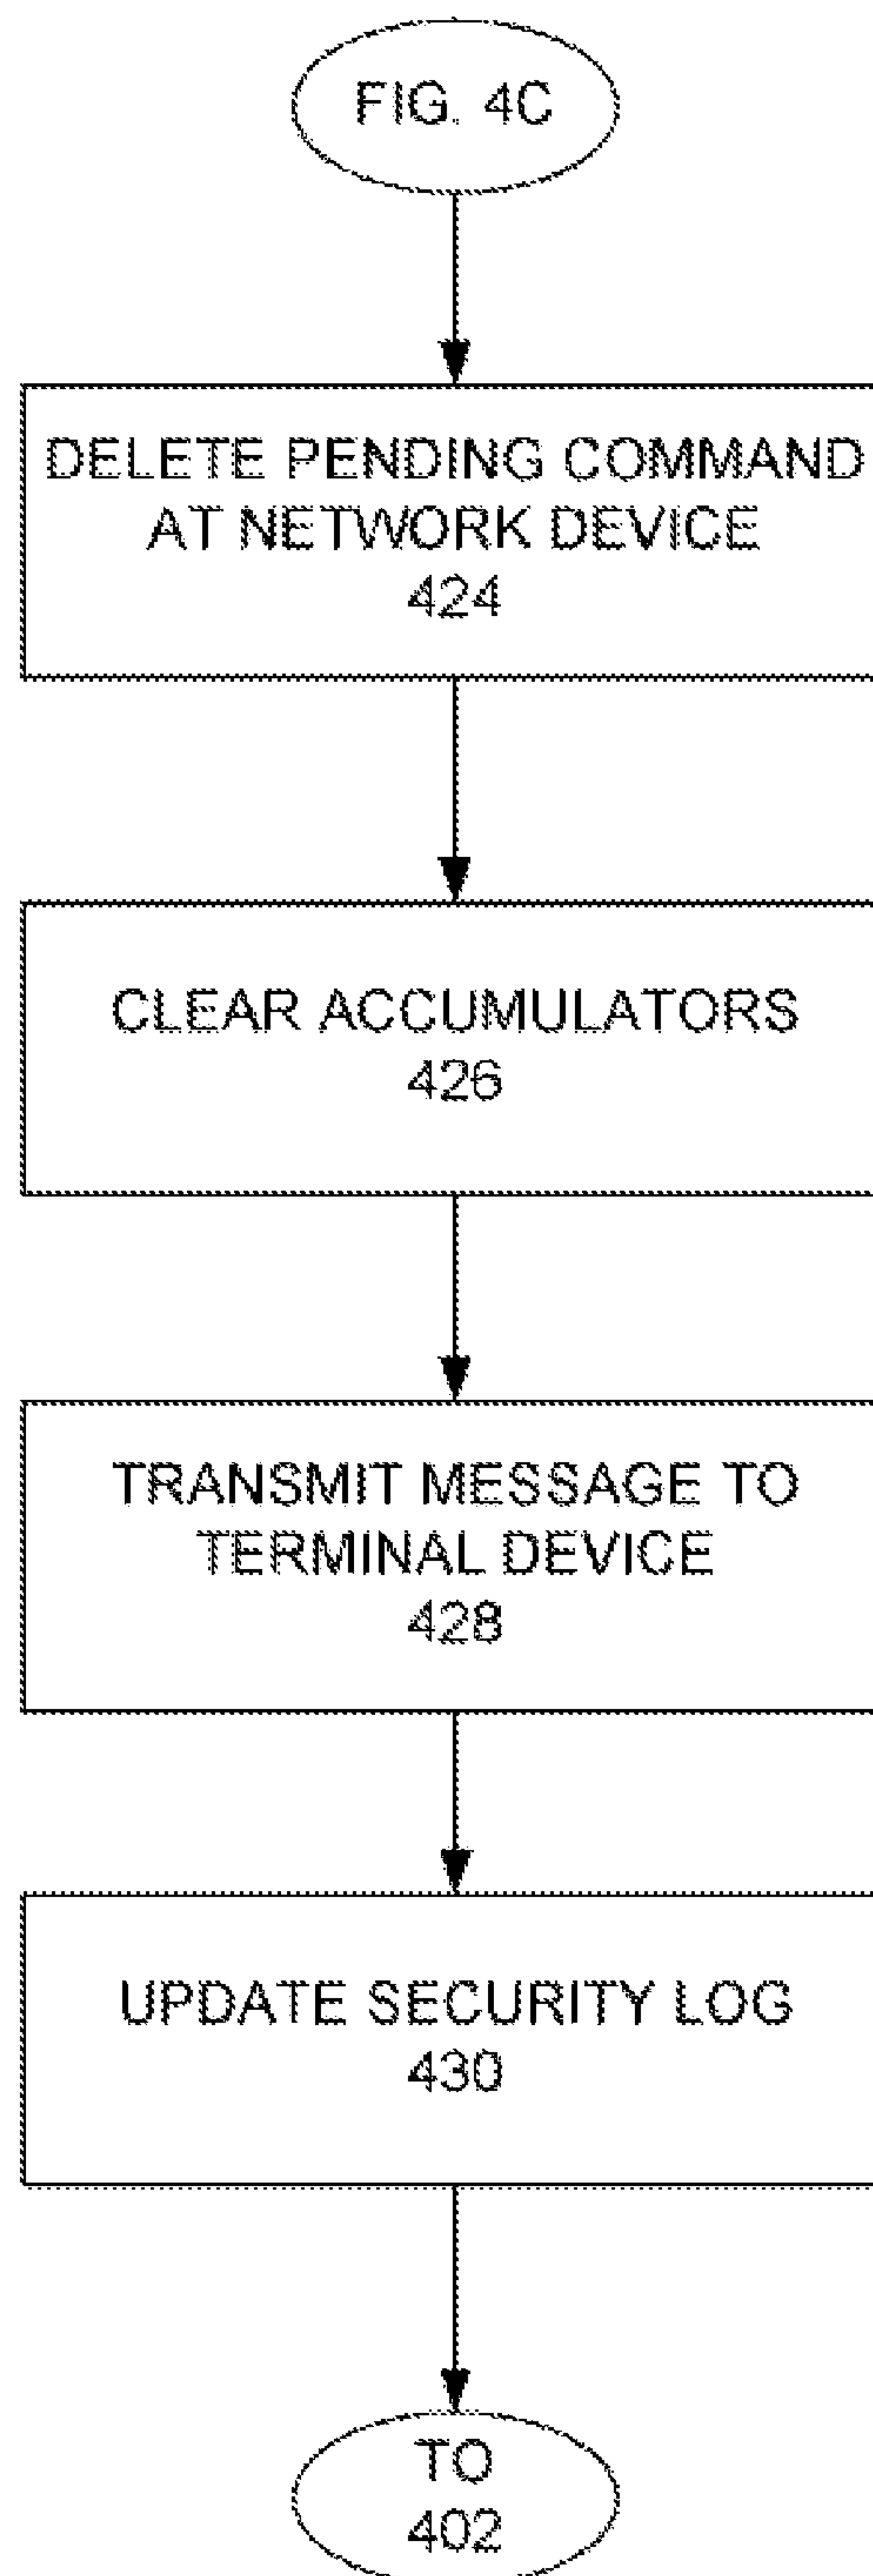 FIG. 4C
DELETE PENDING COMMAND
AT NETWORK DEVICE
424
CLEAR ACCUMULATORS
426
TRANSMIT MESSAGE TO
TERMINAL DEVICE
428
UPDATE SECURITY LOG
430
TO
402